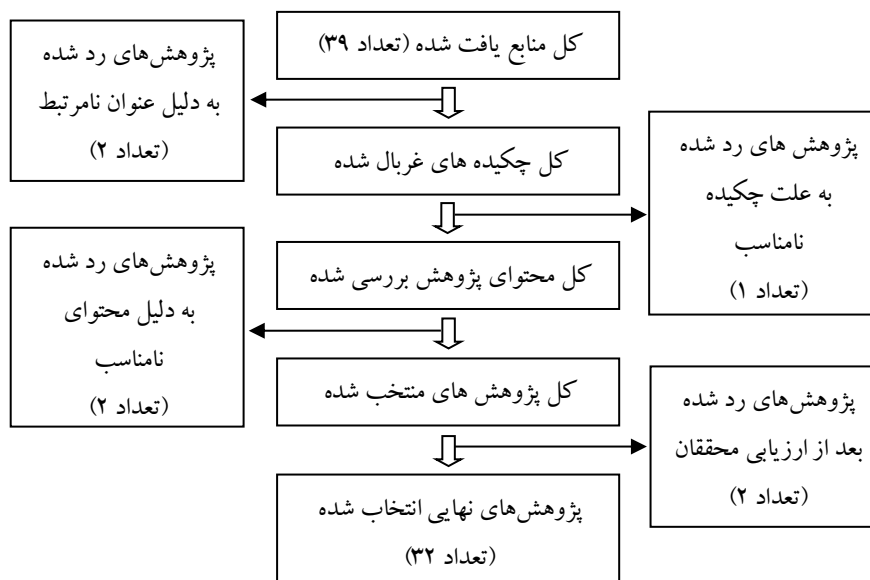 کل منابع یافت شده (تعداد ۳۹)
پژوهش‌های رد شده
به دلیل عنوان نامرتبط
(تعداد ۲)
کل چکیده های غربال شده
پژوهش های رد شده
به علت چکیده
نامناسب
(تعداد ۱)
کل محتوای پژوهش بررسی شده
پژوهش‌های رد شده
به دلیل محتوای
نامناسب
(تعداد ۲)
کل پژوهش های منتخب شده
پژوهش‌های رد شده
بعد از ارزیابی محققان
(تعداد ۲)
پژوهش‌های نهایی انتخاب شده
(تعداد ۳۲)